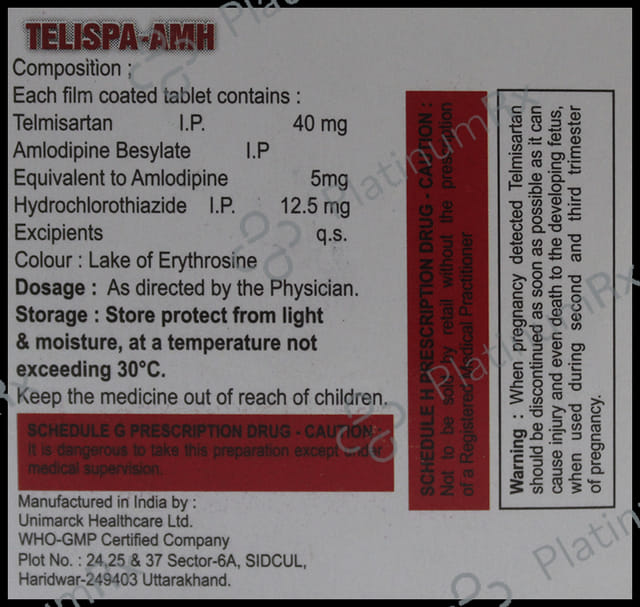 TELISPA-AMH
Composition ;
Each film coated tablet contains :
Telmisartan I.P. 40 mg
Amlodipine Besylate I.P
Equivalent to Amlodipine 5mg
Hydrochlorothiazide I.P. 12.5 mg
Excipients q.s.
Colour : Lake of Erythrosine
Dosage : As directed by the Physician.
Storage : Store protect from light
& moisture, at a temperature not
exceeding 30°C.
Keep the medicine out of reach of children.
SCHEDULE G PRESCRIPTION DRUG - CAUTION:
It is dangerous to take this preparation except under
medical supervision.
Manufactured in India by :
Unimarck Healthcare Ltd.
WHO-GMP Certified Company
Plot No. : 24,25 & 37 Sector-6A, SIDCUL,
Haridwar-249403 Uttarakhand.
SCHEDULE H PRESCRIPTION DRUG - CAUTION :
Not to be sold by retail without the prescription
of a Registered Medical Practitioner
Warning : When pregnancy detected Telmisartan
should be discontinued as soon as possible as it can
cause injury and even death to the developing fetus,
when used during second and third trimester
of pregnancy.
PlatinumRx
PlatinumRx
PlatinumRx
Platinum
Rx